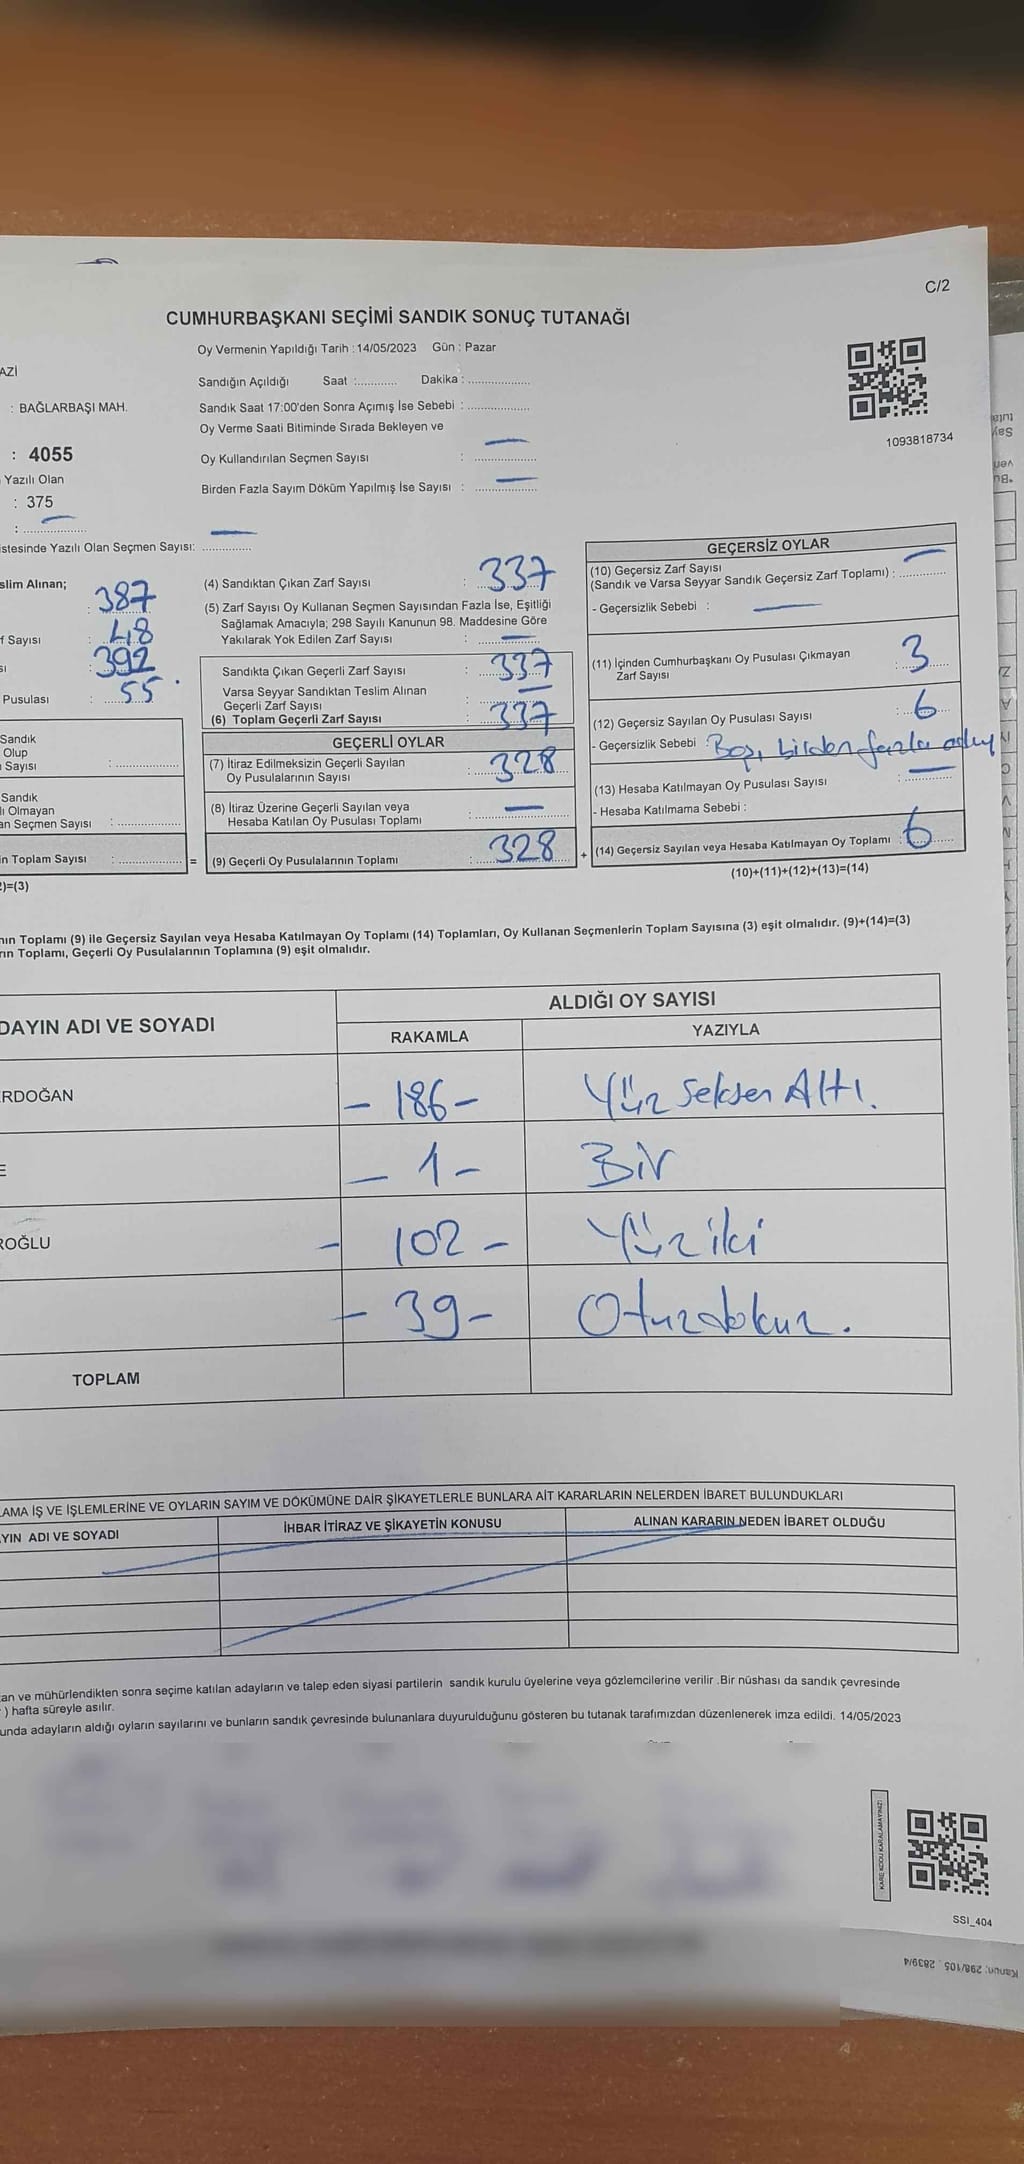 C/2
CUMHURBAŞKANI SEÇİMİ SANDIK SONUÇ TUTANAĞI
Oy Vermenin Yapıldığı Tarih : 14/05/2023 Gün : Pazar
AZİ
Sandığın Açıldığı Saat :............ Dakika : ..................
: BAĞLARBAŞI MAH.
Sandık Saat 17:00'den Sonra Açımış İse Sebebi : ..................
Oy Verme Saati Bitiminde Sırada Bekleyen ve
1093818734
: 4055
Oy Kullandırılan Seçmen Sayısı : ..................
Yazılı Olan
Birden Fazla Sayım Döküm Yapılmış İse Sayısı : ..................
: 375
istesinde Yazılı Olan Seçmen Sayısı: ..............
slim Alınan; : 387
f Sayısı : 48
sı : 392
Pusulası : 55
Sandık
Olup
Sayısı : ..................
Sandık
lı Olmayan
an Seçmen Sayısı : ..................
n Toplam Sayısı : .................. =
2)=(3)
(4) Sandıktan Çıkan Zarf Sayısı : 337
(5) Zarf Sayısı Oy Kullanan Seçmen Sayısından Fazla İse, Eşitliği
Sağlamak Amacıyla; 298 Sayılı Kanunun 98. Maddesine Göre
Yakılarak Yok Edilen Zarf Sayısı :
Sandıkta Çıkan Geçerli Zarf Sayısı : 337
Varsa Seyyar Sandıktan Teslim Alınan
Geçerli Zarf Sayısı :
(6) Toplam Geçerli Zarf Sayısı : 337
GEÇERLİ OYLAR
(7) İtiraz Edilmeksizin Geçerli Sayılan
Oy Pusulalarının Sayısı : 328
(8) İtiraz Üzerine Geçerli Sayılan veya
Hesaba Katılan Oy Pusulası Toplamı :
(9) Geçerli Oy Pusulalarının Toplamı : 328 +
GEÇERSİZ OYLAR
(10) Geçersiz Zarf Sayısı
(Sandık ve Varsa Seyyar Sandık Geçersiz Zarf Toplamı) :
- Geçersizlik Sebebi :
(11) İçinden Cumhurbaşkanı Oy Pusulası Çıkmayan
Zarf Sayısı : 3
(12) Geçersiz Sayılan Oy Pusulası Sayısı : 6
- Geçersizlik Sebebi : Boş, birden fazla
(13) Hesaba Katılmayan Oy Pusulası Sayısı :
- Hesaba Katılmama Sebebi :
(14) Geçersiz Sayılan veya Hesaba Katılmayan Oy Toplamı : 6
(10)+(11)+(12)+(13)=(14)
nın Toplamı (9) ile Geçersiz Sayılan veya Hesaba Katılmayan Oy Toplamı (14) Toplamları, Oy Kullanan Seçmenlerin Toplam Sayısına (3) eşit olmalıdır. (9)+(14)=(3)
rın Toplamı, Geçerli Oy Pusulalarının Toplamına (9) eşit olmalıdır.
DAYIN ADI VE SOYADI
ALDIĞI OY SAYISI
RAKAMLA YAZIYLA
RDOĞAN - 186 - Yüz Seksen Altı.
E - 1 - Bir
ROĞLU - 102 - Yüz iki
- 39 - Otuzdokuz.
TOPLAM
LAMA İŞ VE İŞLEMLERİNE VE OYLARIN SAYIM VE DÖKÜMÜNE DAİR ŞİKAYETLERLE BUNLARA AİT KARARLARIN NELERDEN İBARET BULUNDUKLARI
YIN ADI VE SOYADI İHBAR İTİRAZ VE ŞİKAYETİN KONUSU ALINAN KARARIN NEDEN İBARET OLDUĞU
tan ve mühürlendikten sonra seçime katılan adayların ve talep eden siyasi partilerin sandık kurulu üyelerine veya gözlemcilerine verilir .Bir nüshası da sandık çevresinde
) hafta süreyle asılır.
unda adayların aldığı oyların sayılarını ve bunların sandık çevresinde bulunanlara duyurulduğunu gösteren bu tutanak tarafımızdan düzenlenerek imza edildi. 14/05/2023
KARE KODU KARALAMAYINIZ!
SSI_404
Kanun: 298/105 : 2839/4